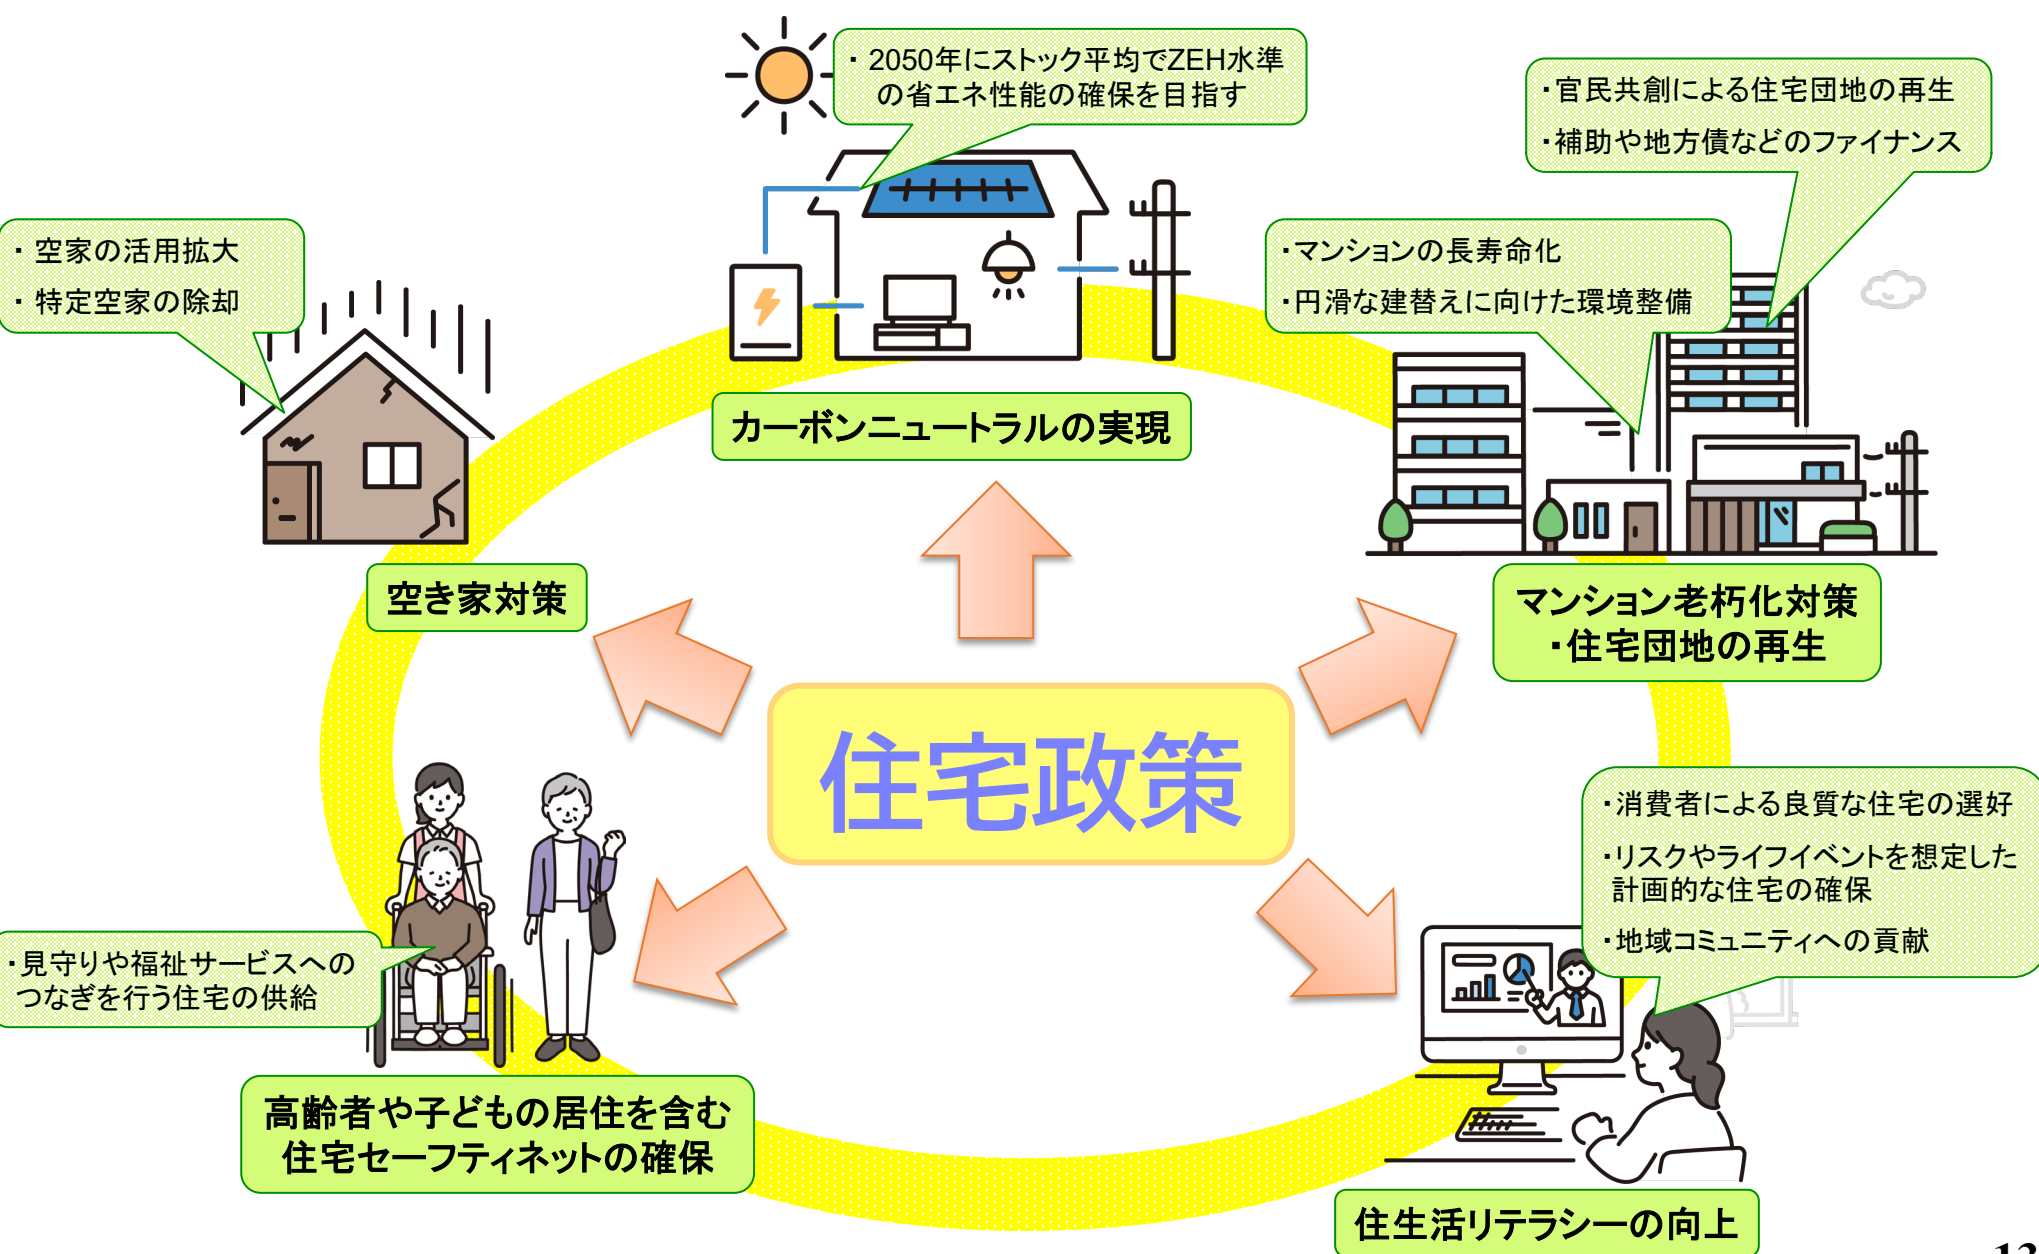 ・2050年にストック平均でZEH水準
の省エネ性能の確保を目指す
・官民共創による住宅団地の再生
・補助や地方債などのファイナンス
・空家の活用拡大
・特定空家の除却
・マンションの長寿命化
・円滑な建替えに向けた環境整備
カーボンニュートラルの実現
空き家対策
マンション老朽化対策
・住宅団地の再生
住宅政策
・消費者による良質な住宅の選好
・リスクやライフイベントを想定した
計画的な住宅の確保
・地域コミュニティへの貢献
・見守りや福祉サービスへの
つなぎを行う住宅の供給
高齢者や子どもの居住を含む
住宅セーフティネットの確保
住生活リテラシーの向上